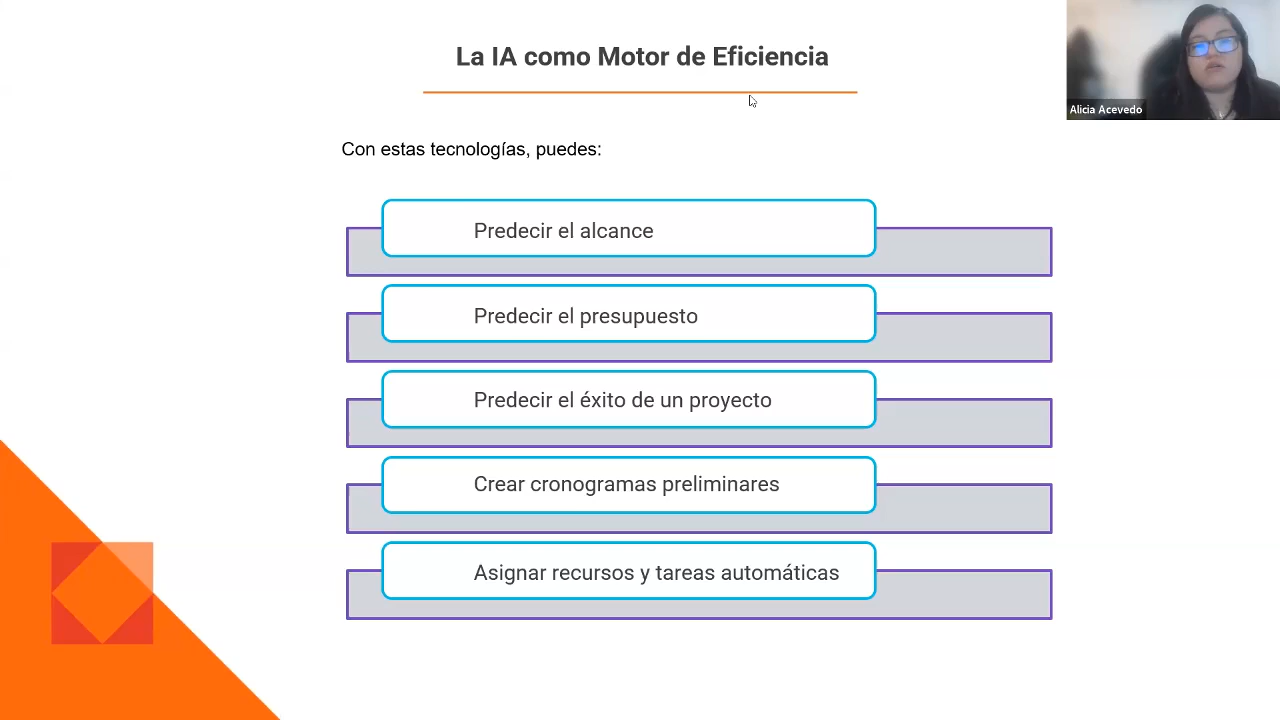 La IA como Motor de Eficiencia
Alicia Acevedo
Con estas tecnologías, puedes:
Predecir el alcance
Predecir el presupuesto
Predecir el éxito de un proyecto
Crear cronogramas preliminares
Asignar recursos y tareas automáticas